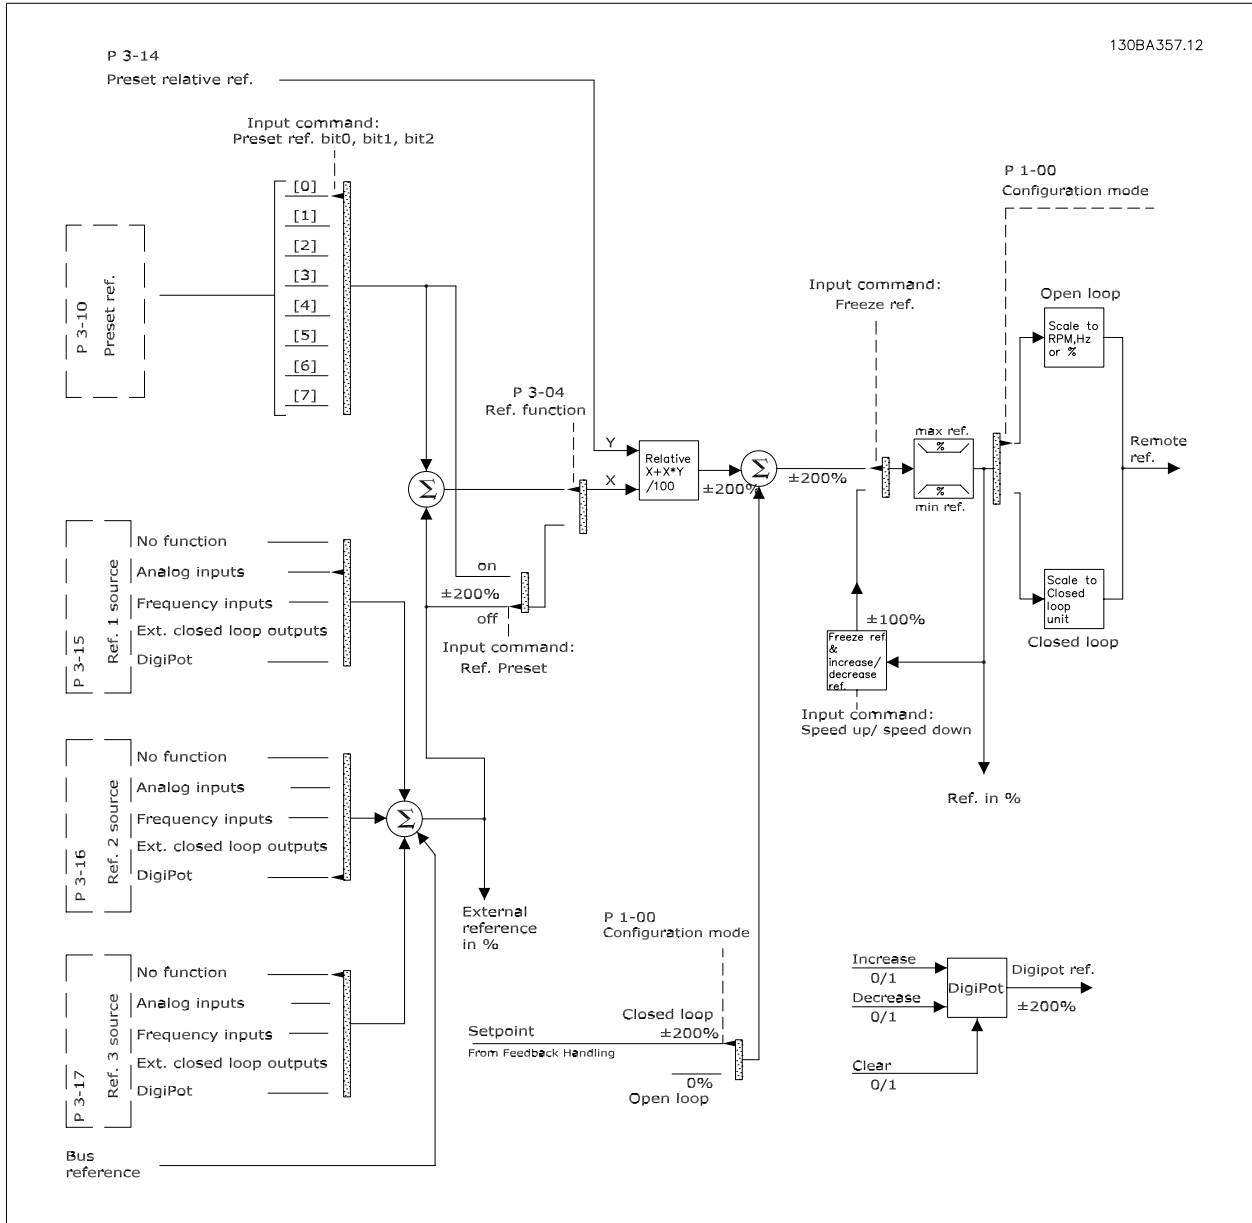 130BA357.12
P 3-14
Preset relative ref.
Input command:
Preset ref. bit0, bit1, bit2
P 1-00
Configuration mode
[0]
[1]
[2]
[3]
[4]
[5]
[6]
[7]
P 3-10
Preset ref.
Input command:
Freeze ref.
Open loop
Scale to
RPM,Hz
or %
P 3-04
Ref. function
Y
X
Relative
X+X*Y
/100
±200%
Σ
±200%
max ref.
%
%
min ref.
Remote
ref.
Σ
P 3-15
Ref. 1 source
No function
Analog inputs
Frequency inputs
Ext. closed loop outputs
DigiPot
on
±200%
off
Input command:
Ref. Preset
Scale to
Closed
loop
unit
Closed loop
±100%
Freeze ref.
&
increase/
decrease
ref.
Input command:
Speed up/ speed down
Ref. in %
P 3-16
Ref. 2 source
No function
Analog inputs
Frequency inputs
Ext. closed loop outputs
DigiPot
Σ
External
reference
in %
P 1-00
Configuration mode
Closed loop
±200%
Setpoint
From Feedback Handling
0%
Open loop
Increase
0/1
Decrease
0/1
Clear
0/1
DigiPot
Digipot ref.
±200%
P 3-17
Ref. 3 source
No function
Analog inputs
Frequency inputs
Ext. closed loop outputs
DigiPot
Bus
reference